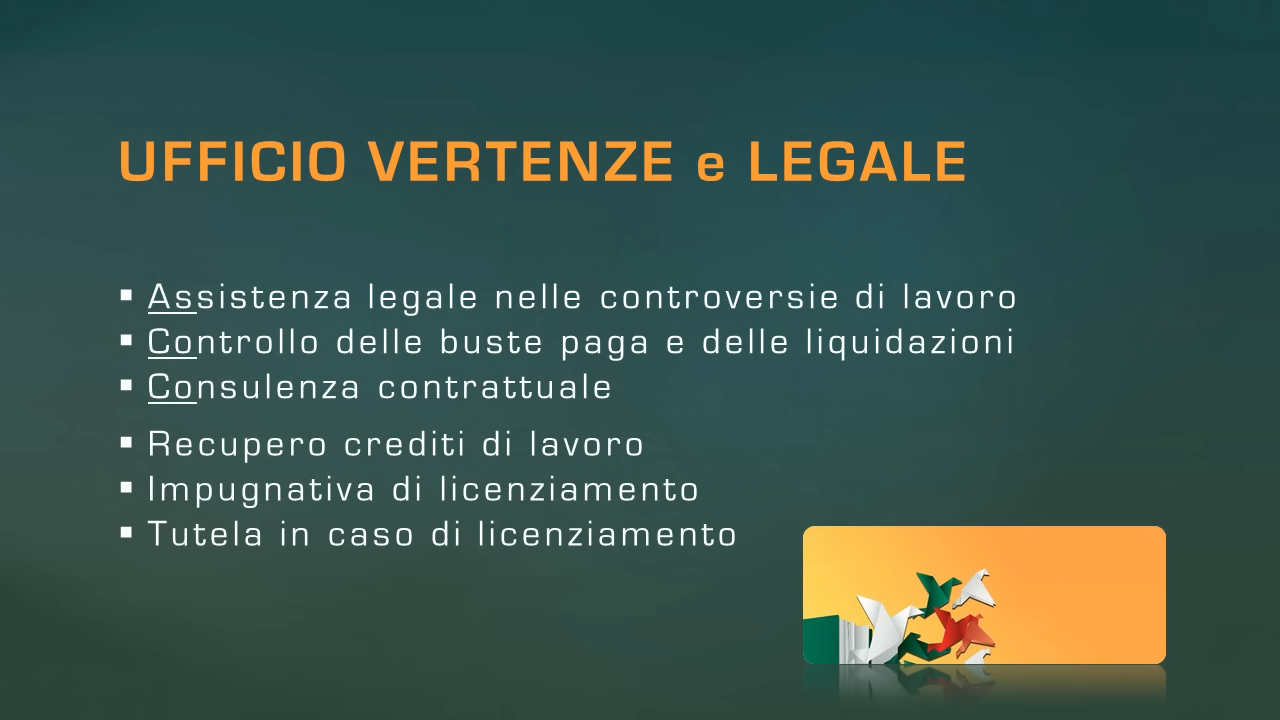 UFFICIO VERTENZE e LEGALE
▪ Assistenza legale nelle controversie di lavoro
▪ Controllo delle buste paga e delle liquidazioni
▪ Consulenza contrattuale
▪ Recupero crediti di lavoro
▪ Impugnativa di licenziamento
▪ Tutela in caso di licenziamento